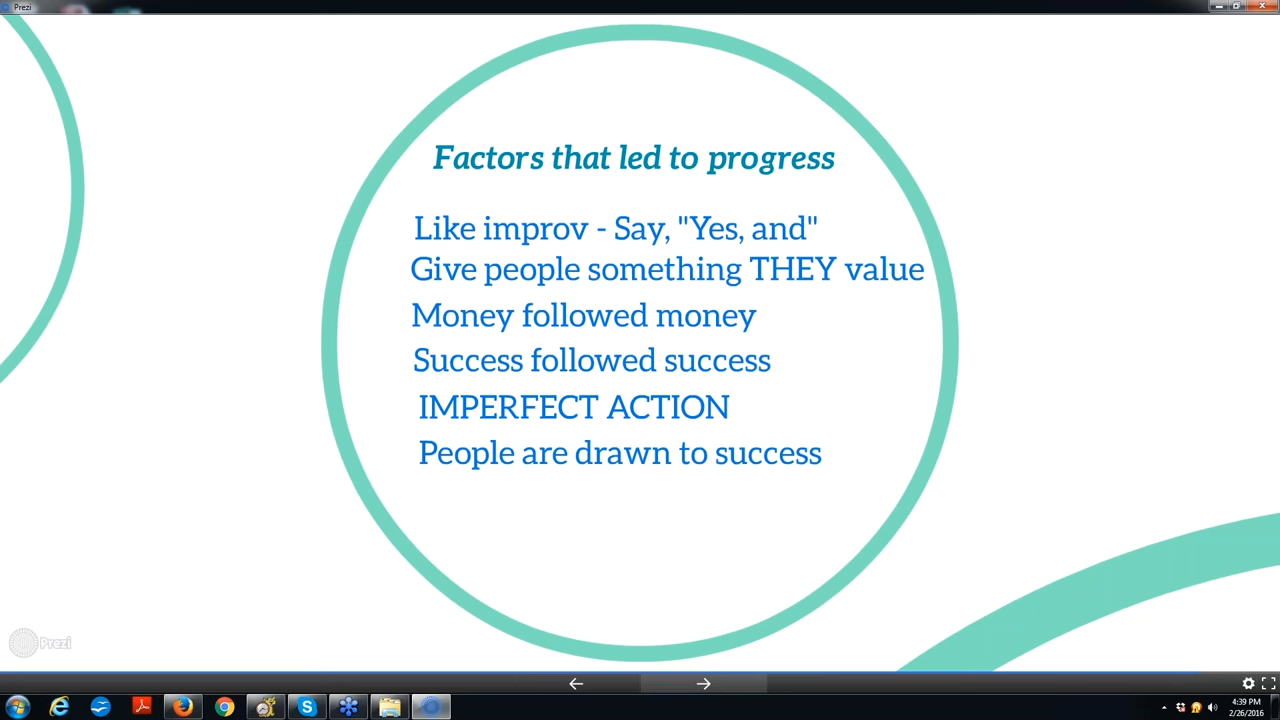 Prezi
Factors that led to progress
Like improv - Say, "Yes, and"
Give people something THEY value
Money followed money
Success followed success
IMPERFECT ACTION
People are drawn to success
Prezi
4:39 PM
2/26/2016